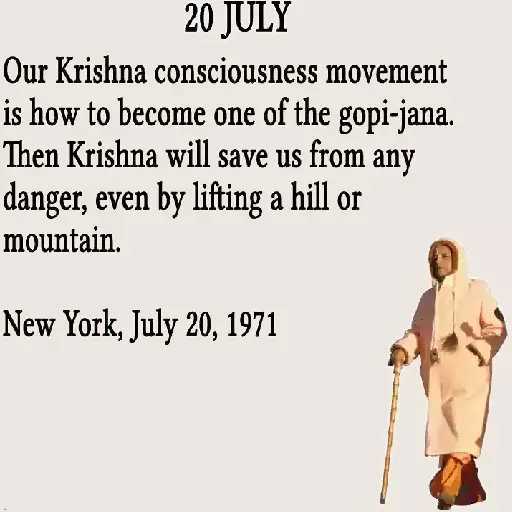 20 JULY
Our Krishna consciousness movement
is how to become one of the gopi-jana.
Then Krishna will save us from any
danger, even by lifting a hill or
mountain.
New York, July 20, 1971